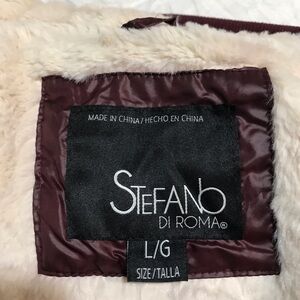 MADE IN CHINA / HECHO EN CHINA
STEFANO
DI ROMA®
L/G
SIZE/TALLA